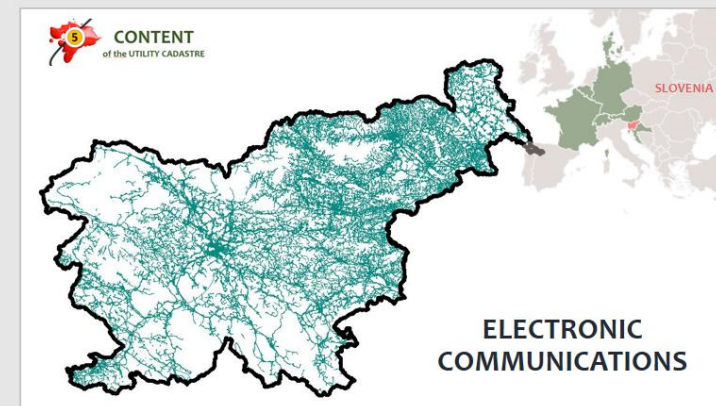 5
CONTENT
of the UTILITY CADASTRE
SLOVENIA
ELECTRONIC
COMMUNICATIONS